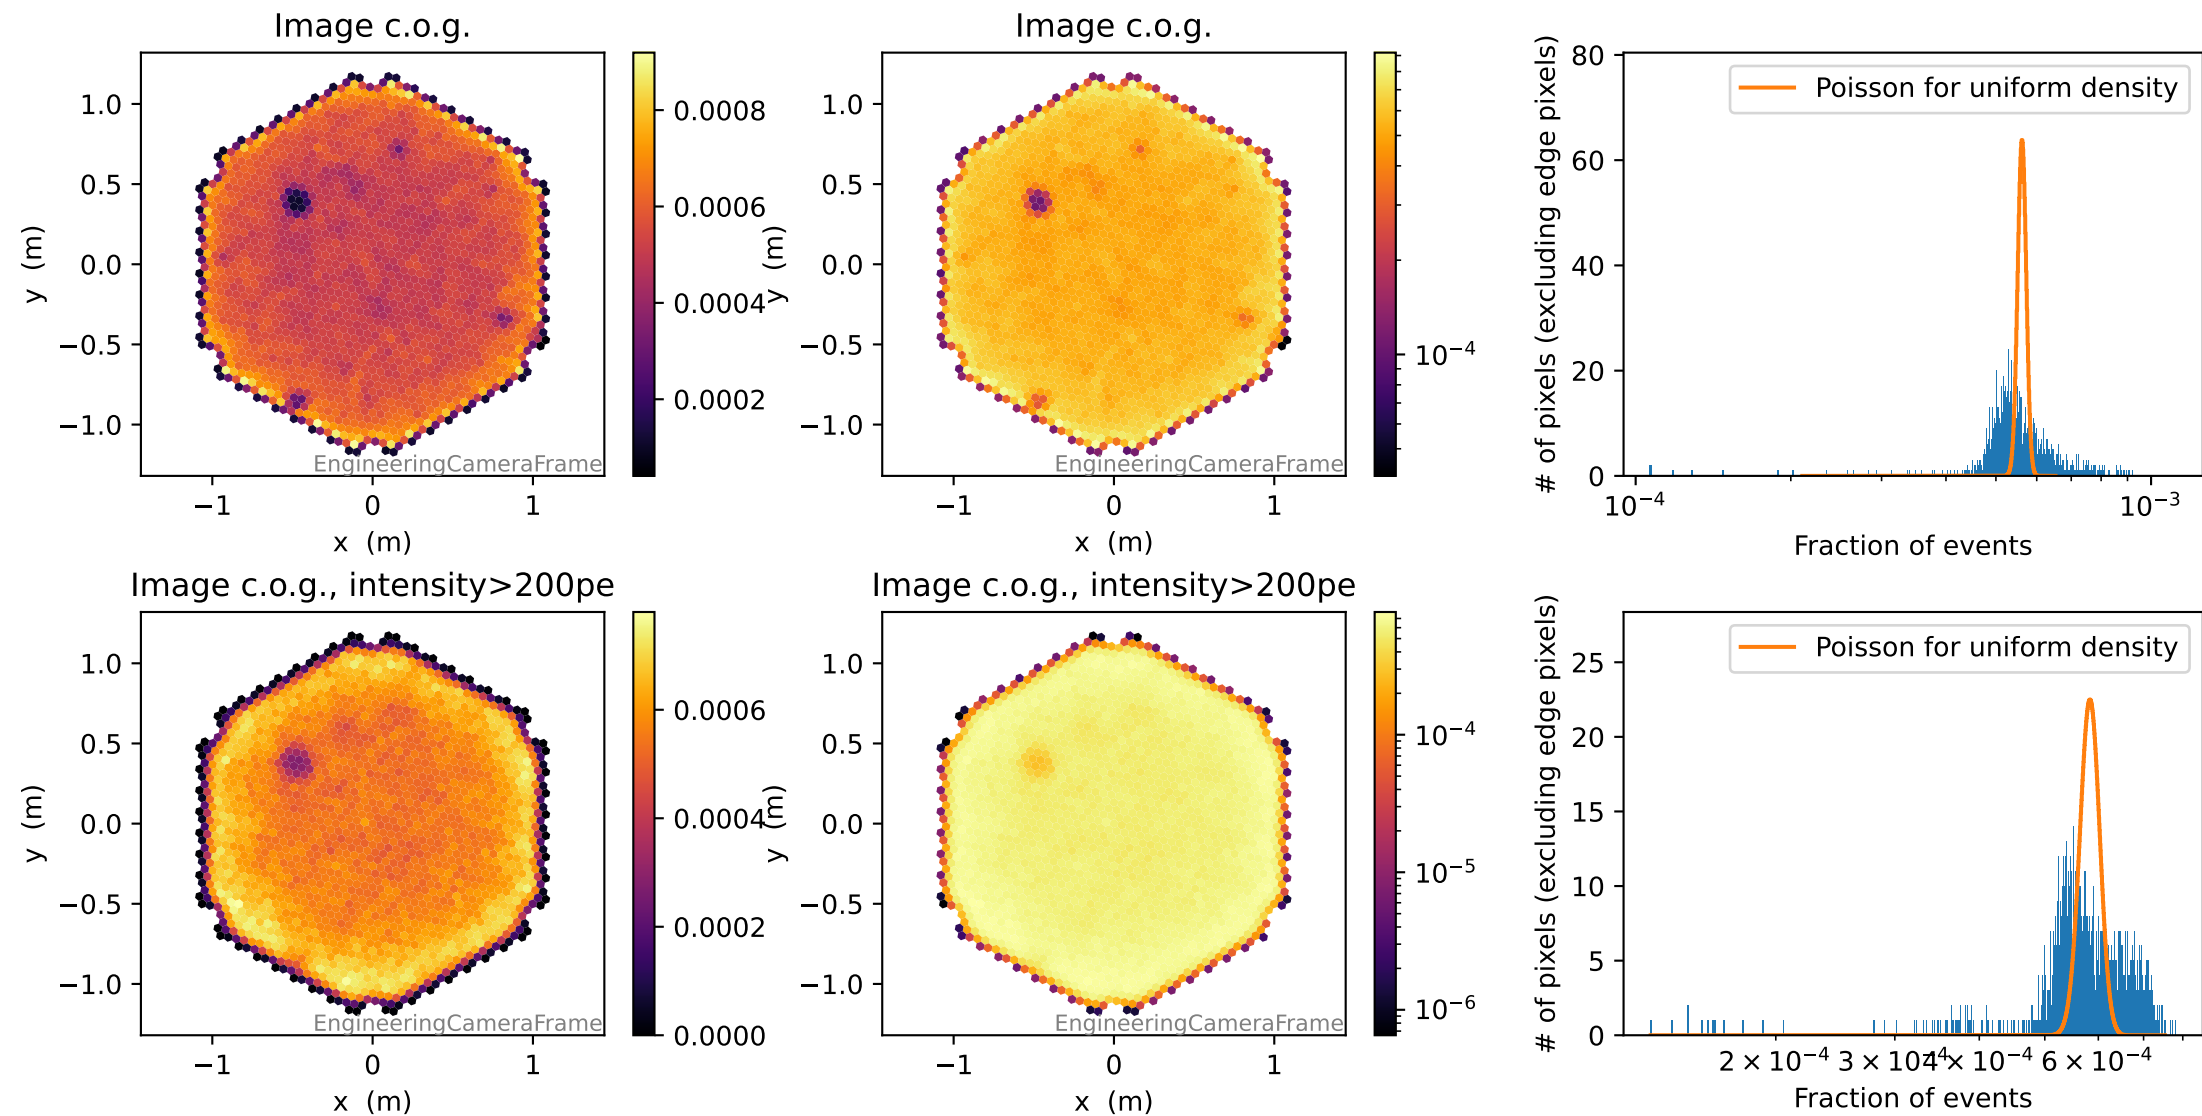 Image c.o.g.
1.0
0.5
0.0
−0.5
−1.0
y (m)
−1
0
1
x (m)
EngineeringCameraFrame
0.0008
0.0006
0.0004
0.0002
Image c.o.g.
1.0
0.5
0.0
−0.5
−1.0
y (m)
−1
0
1
x (m)
EngineeringCameraFrame
10⁻⁴
80
60
40
20
0
# of pixels (excluding edge pixels)
Poisson for uniform density
10⁻⁴
10⁻³
Fraction of events
Image c.o.g., intensity>200pe
1.0
0.5
0.0
−0.5
−1.0
y (m)
−1
0
1
x (m)
EngineeringCameraFrame
0.0006
0.0004
0.0002
0.0000
Image c.o.g., intensity>200pe
1.0
0.5
0.0
−0.5
−1.0
y (m)
−1
0
1
x (m)
EngineeringCameraFrame
10⁻⁴
10⁻⁵
10⁻⁶
25
20
15
10
5
0
# of pixels (excluding edge pixels)
Poisson for uniform density
2 × 10⁻⁴
3 × 10⁻⁴
4 × 10⁻⁴
6 × 10⁻⁴
Fraction of events